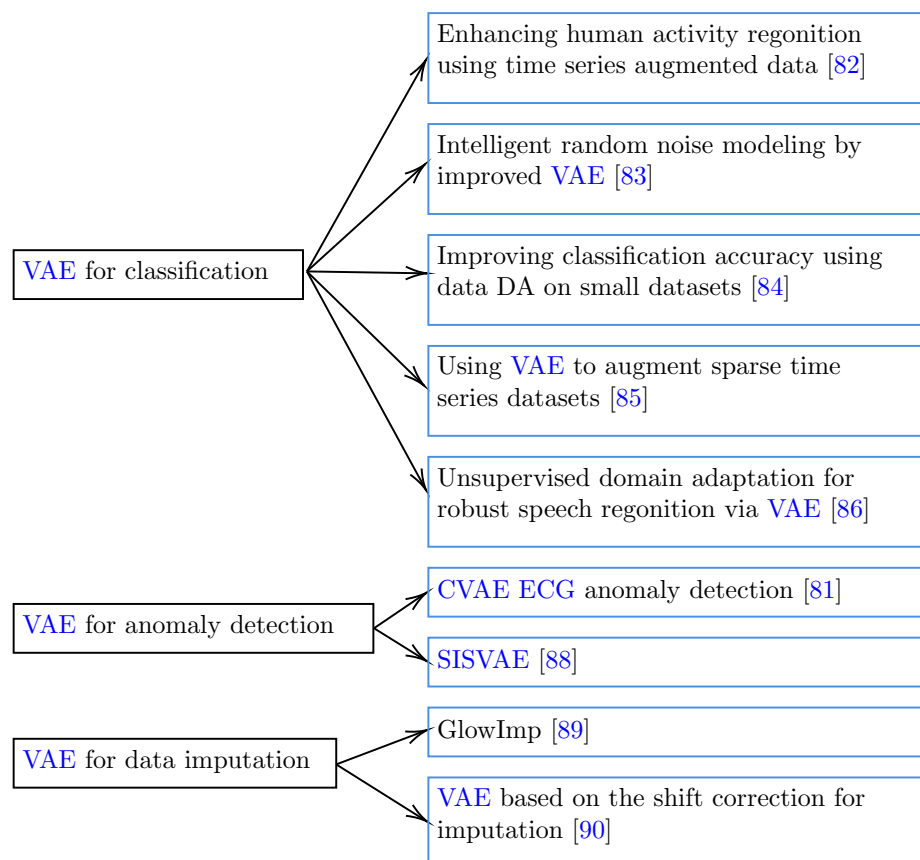 Enhancing human activity regonition
using time series augmented data [82]
Intelligent random noise modeling by
improved VAE [83]
VAE for classification
Improving classification accuracy using
data DA on small datasets [84]
Using VAE to augment sparse time
series datasets [85]
Unsupervised domain adaptation for
robust speech regonition via VAE [86]
VAE for anomaly detection
CVAE ECG anomaly detection [81]
SISVAE [88]
VAE for data imputation
GlowImp [89]
VAE based on the shift correction for
imputation [90]